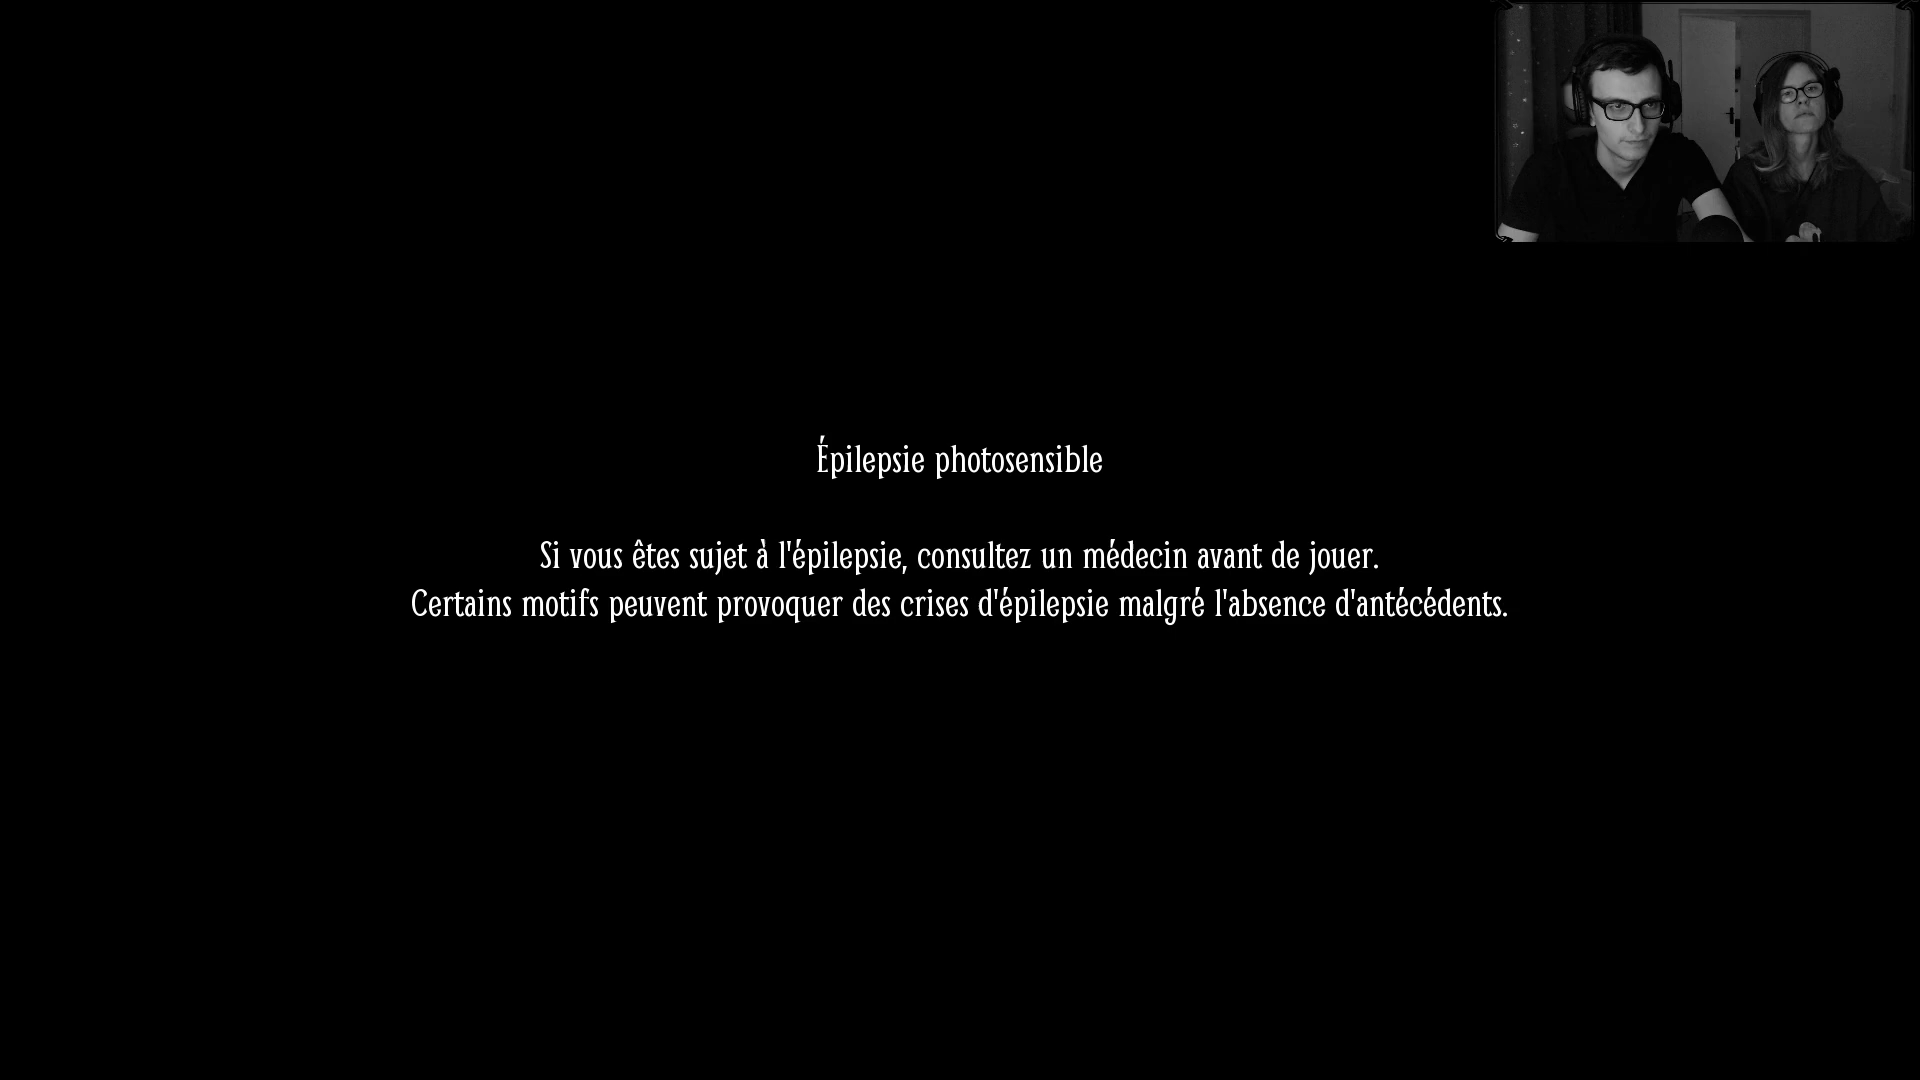 Épilepsie photosensible
Si vous êtes sujet à l'épilepsie, consultez un médecin avant de jouer.
Certains motifs peuvent provoquer des crises d'épilepsie malgré l'absence d'antécédents.